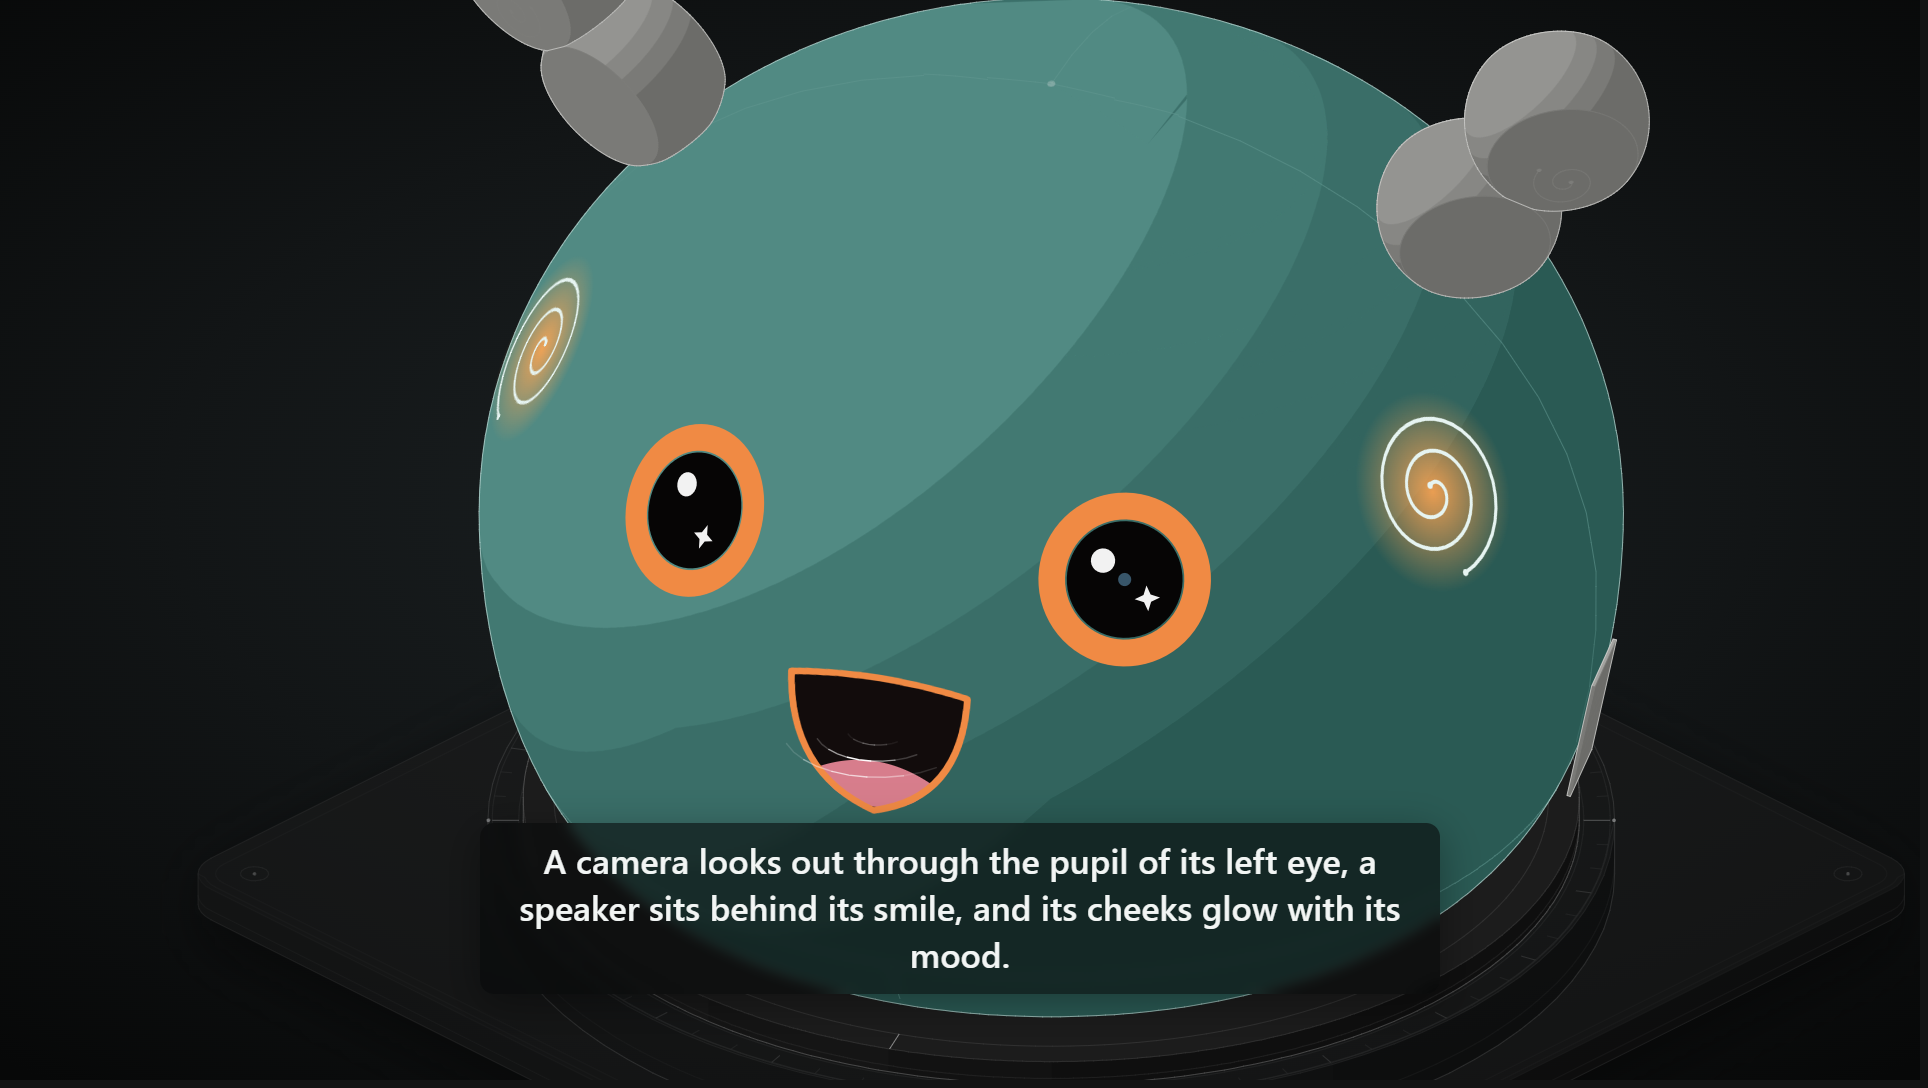 A camera looks out through the pupil of its left eye, a
speaker sits behind its smile, and its cheeks glow with its
mood.